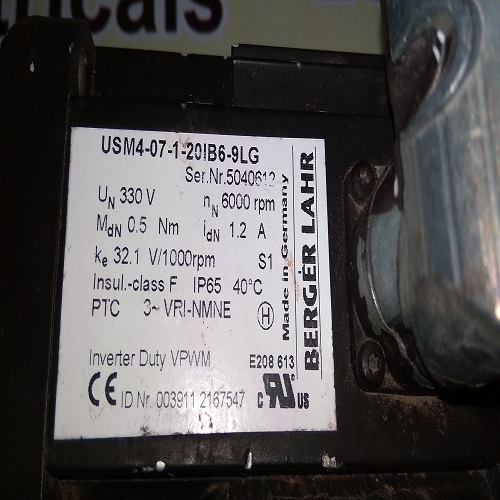 USM4-07-1-20IB6-9LG
Ser.Nr.5040612
UN 330 V nN 6000 rpm
MdN 0.5 Nm idN 1.2 A
ke 32.1 V/1000rpm S1
Insul.-class F IP65 40°C
PTC 3~ VRI-NMNE H
Inverter Duty VPWM E208 613
CE ID Nr. 003911 2167547 c RU US
Made in Germany
BERGER LAHR